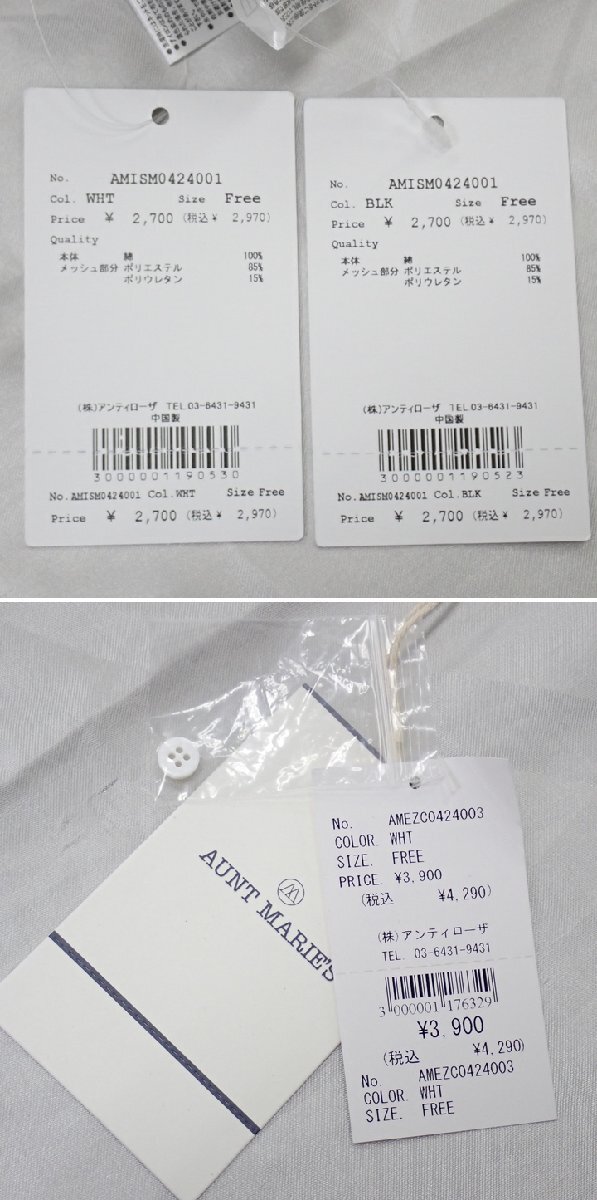 No. AMISM0424001
Col. WHT Size Free
Price ¥ 2,700 (税込¥ 2,970)
Quality
本体 綿 100%
メッシュ部分 ポリエステル 85%
ポリウレタン 15%
(株)アンティローザ TEL.03-6431-9431
中国製
3000001190530
No.AMISM0424001 Col.WHT Size Free
Price ¥ 2,700 (税込¥ 2,970)
No. AMISM0424001
Col. BLK Size Free
Price ¥ 2,700 (税込¥ 2,970)
Quality
本体 綿 100%
メッシュ部分 ポリエステル 85%
ポリウレタン 15%
(株)アンティローザ TEL.03-6431-9431
中国製
3000001190523
No.AMISM0424001 Col.BLK Size Free
Price ¥ 2,700 (税込¥ 2,970)
AUNT MARIE'S
No. AMEZC0424003
COLOR. WHT
SIZE. FREE
PRICE. ¥3,900
(税込 ¥4,290)
(株)アンティローザ
TEL. 03-6431-9431
3 000001 176329
¥3,900
(税込 ¥4,290)
No. AMEZC0424003
COLOR. WHT
SIZE. FREE